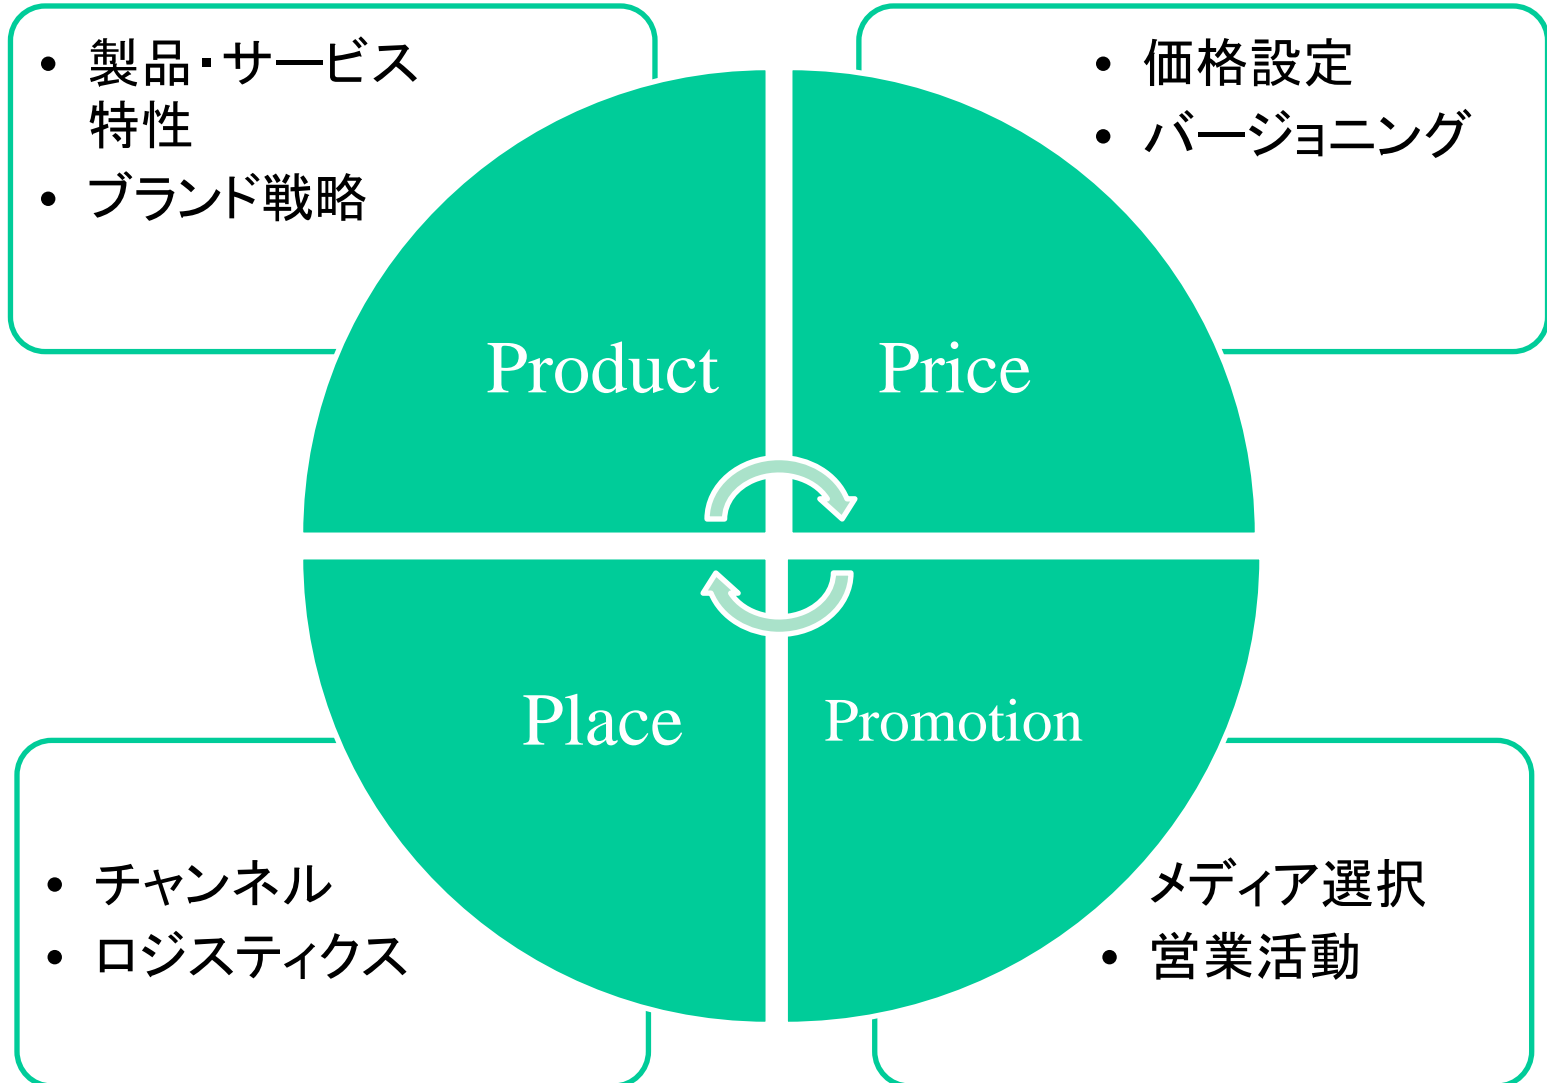 • 製品・サービス
特性
• ブランド戦略
• 価格設定
• バージョニング
Product
Price
Place
Promotion
• チャンネル
• ロジスティクス
メディア選択
• 営業活動